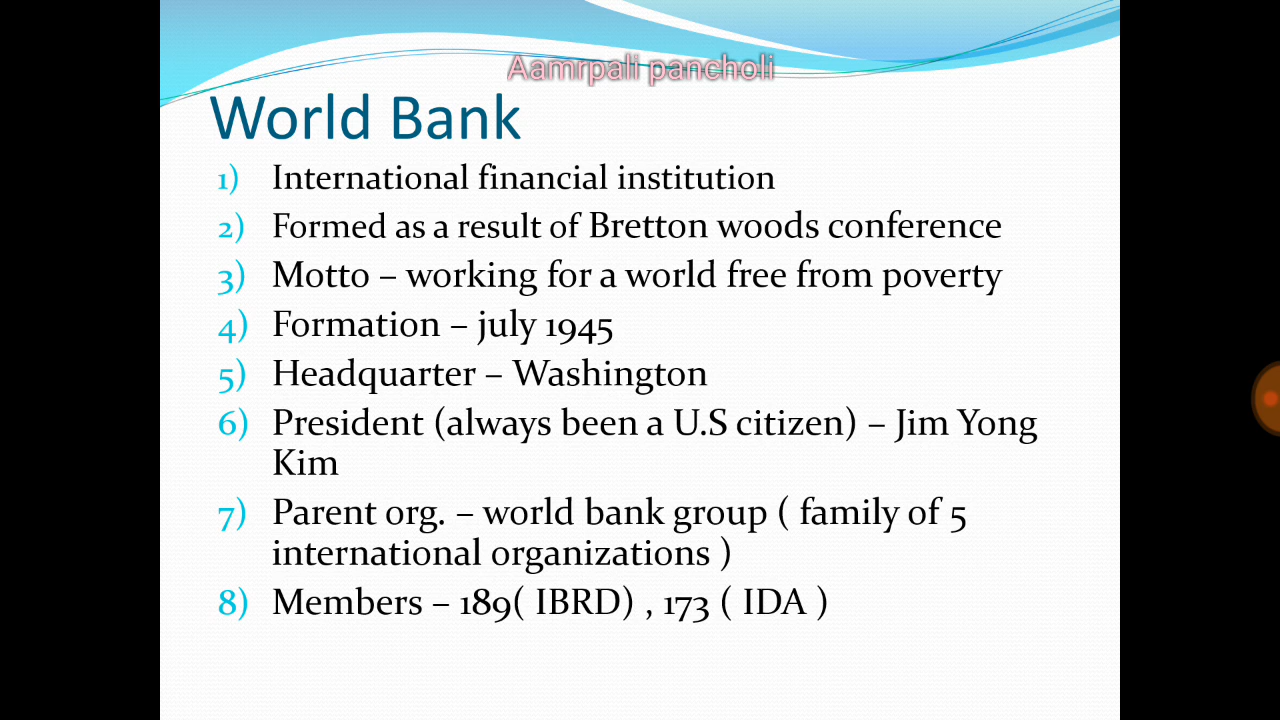 Aamrpali pancholi
World Bank
1) International financial institution
2) Formed as a result of Bretton woods conference
3) Motto – working for a world free from poverty
4) Formation – july 1945
5) Headquarter – Washington
6) President (always been a U.S citizen) – Jim Yong
Kim
7) Parent org. – world bank group ( family of 5
international organizations )
8) Members – 189( IBRD) , 173 ( IDA )